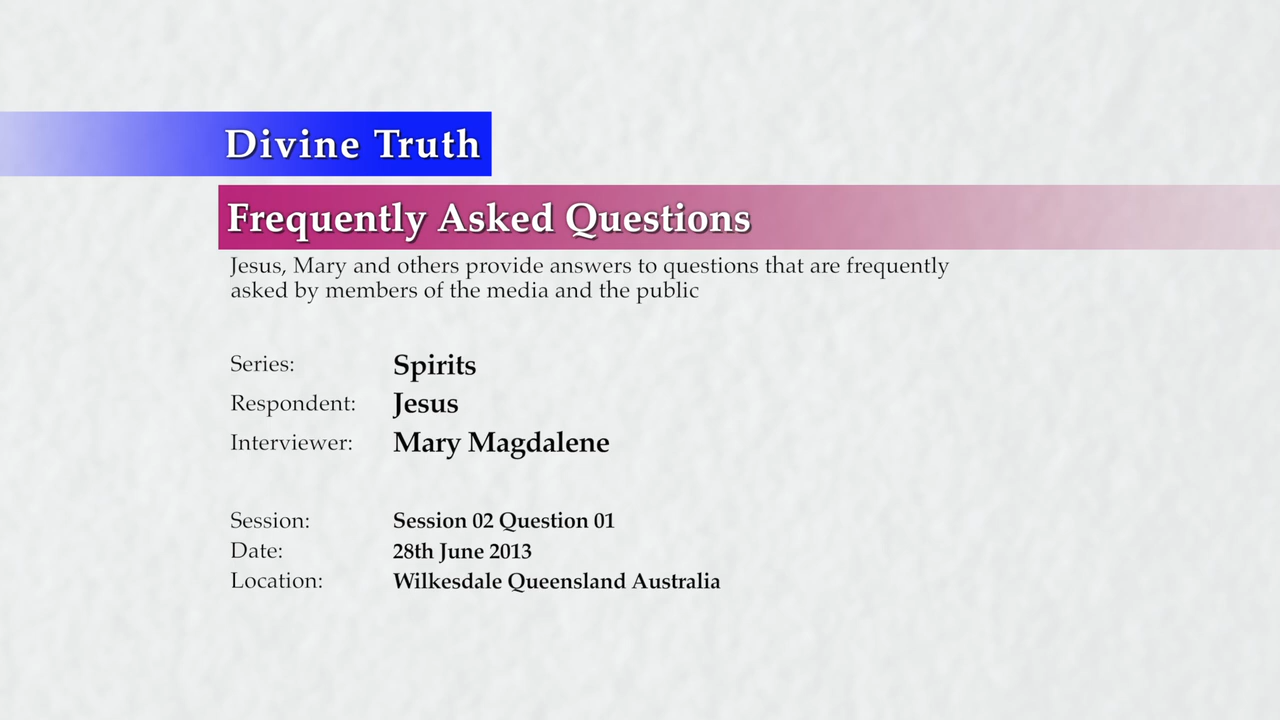 Divine Truth
Frequently Asked Questions
Jesus, Mary and others provide answers to questions that are frequently
asked by members of the media and the public
Series: Spirits
Respondent: Jesus
Interviewer: Mary Magdalene
Session: Session 02 Question 01
Date: 28th June 2013
Location: Wilkesdale Queensland Australia